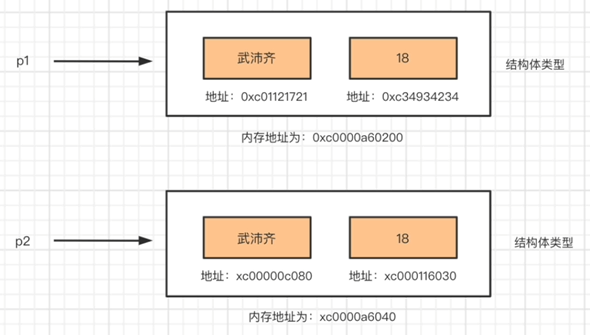 p1
武沛齐
18
结构体类型
地址：0xc01121721
地址：0xc34934234
内存地址为：0xc0000a60200
p2
武沛齐
18
结构体类型
地址：xc00000c080
地址：xc000116030
内存地址为：xc0000a6040